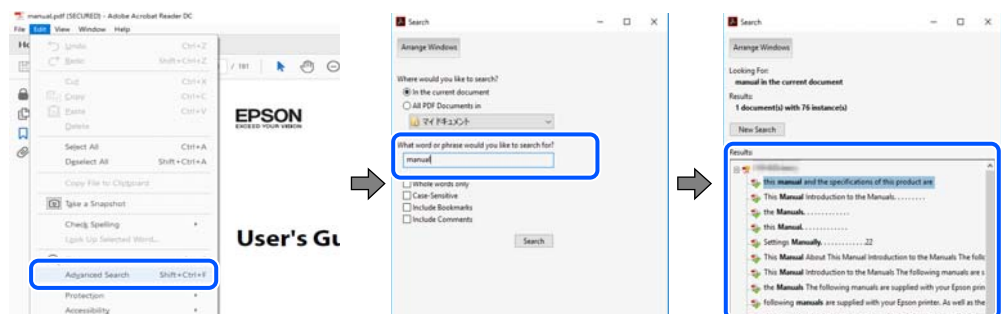 manual.pdf (SECURED) - Adobe Acrobat Reader DC
File Edit View Window Help
Undo Ctrl+Z
Redo Shift+Ctrl+Z
Cut Ctrl+X
Copy Ctrl+C
Paste Ctrl+V
Delete
Select All Ctrl+A
Deselect All Shift+Ctrl+A
Copy File to Clipboard
Take a Snapshot
Check Spelling
Look Up Selected Word...
Advanced Search Shift+Ctrl+F
Protection
Accessibility
/ 191
EPSON
EXCEED YOUR VISION
User's Gu
Search
Arrange Windows
Where would you like to search?
In the current document
All PDF Documents in
マイ ドキュメント
What word or phrase would you like to search for?
manual
Whole words only
Case-Sensitive
Include Bookmarks
Include Comments
Search
Search
Arrange Windows
Looking For:
manual in the current document
Results:
1 document(s) with 76 instance(s)
New Search
Results:
this manual and the specifications of this product are
This Manual Introduction to the Manuals. . . . . . . . .
the Manuals. . . . . . . . . . . . .
this Manual. . . . . . . . . . . . .
Settings Manually. . . . . . . . . . . . .22
This Manual About This Manual Introduction to the Manuals The follo
This Manual Introduction to the Manuals The following manuals are s
the Manuals The following manuals are supplied with your Epson prin
following manuals are supplied with your Epson printer. As well as the